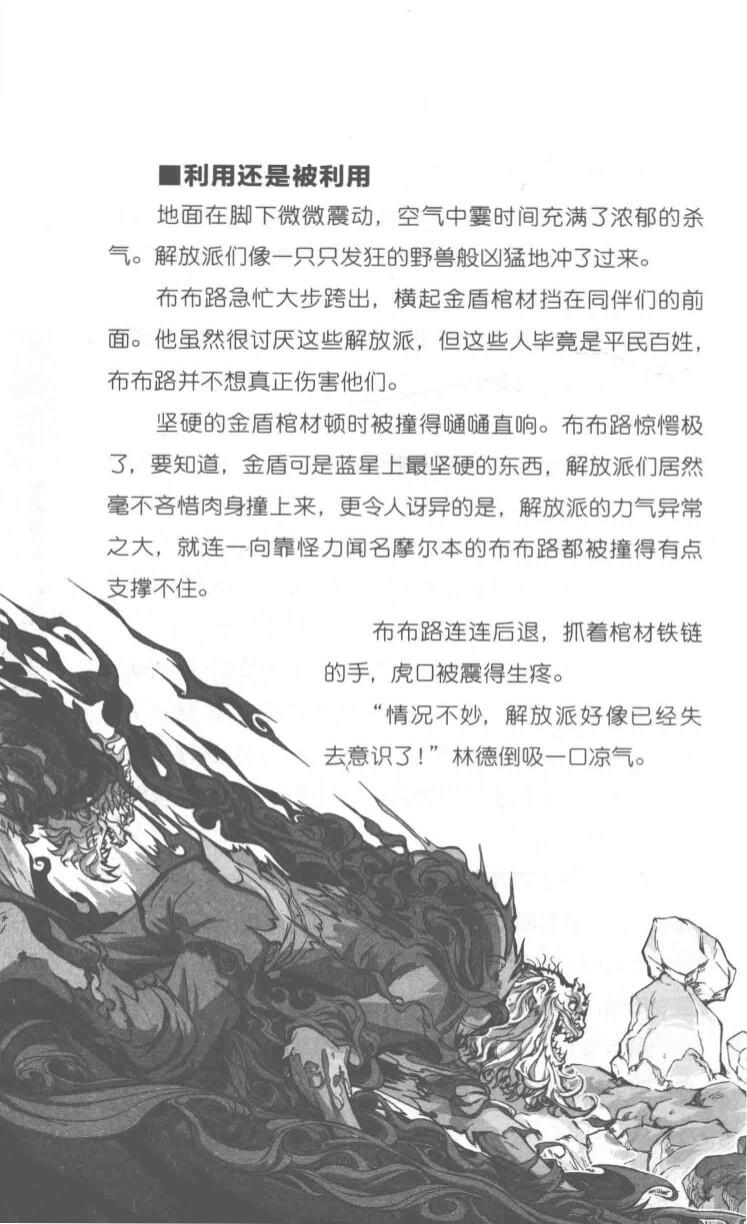 ■利用还是被利用
地面在脚下微微震动，空气中霎时间充满了浓郁的杀
气。解放派们像一只只发狂的野兽般凶猛地冲了过来。
布布路急忙大步跨出，横起金盾棺材挡在同伴们的前
面。他虽然很讨厌这些解放派，但这些人毕竟是平民百姓，
布布路并不想真正伤害他们。
坚硬的金盾棺材顿时被撞得嗵嗵直响。布布路惊愕极
了，要知道，金盾可是蓝星上最坚硬的东西，解放派们居然
毫不吝惜肉身撞上来，更令人讶异的是，解放派的力气异常
之大，就连一向靠怪力闻名摩尔本的布布路都被撞得有点
支撑不住。
布布路连连后退，抓着棺材铁链
的手，虎口被震得生疼。
“情况不妙，解放派好像已经失
去意识了！”林德倒吸一口凉气。